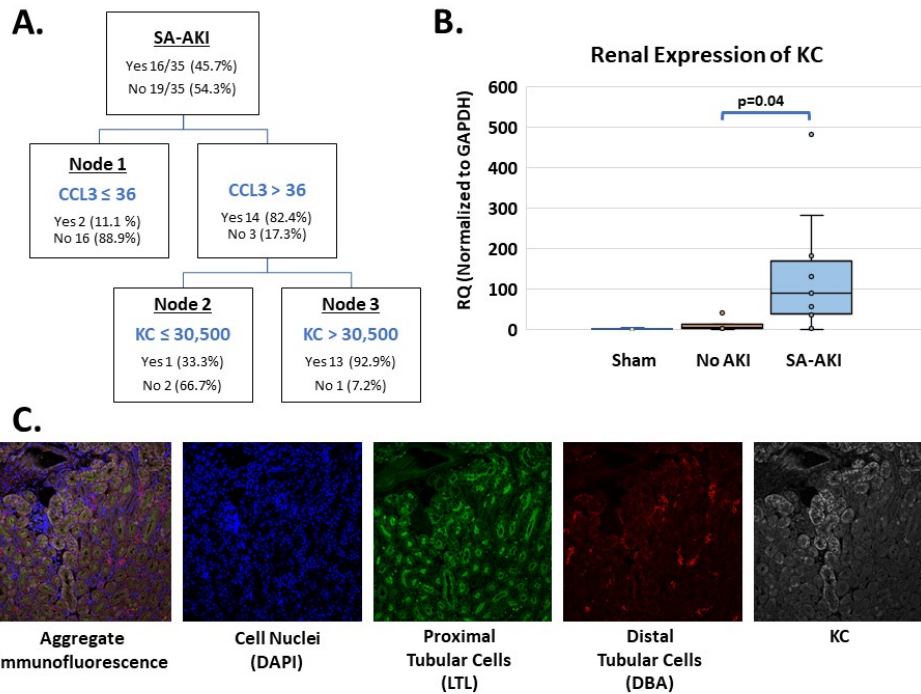 A.
SA-AKI
Yes 16/35 (45.7%)
No 19/35 (54.3%)
Node 1
CCL3 ≤ 36
Yes 2 (11.1 %)
No 16 (88.9%)
CCL3 > 36
Yes 14 (82.4%)
No 3 (17.3%)
Node 2
KC ≤ 30,500
Yes 1 (33.3%)
No 2 (66.7%)
Node 3
KC > 30,500
Yes 13 (92.9%)
No 1 (7.2%)
B.
Renal Expression of KC
RQ (Normalized to GAPDH)
600
500
400
300
200
100
0
p=0.04
Sham
No AKI
SA-AKI
C.
Aggregate
mmunofluorescence
Cell Nuclei
(DAPI)
Proximal
Tubular Cells
(LTL)
Distal
Tubular Cells
(DBA)
KC